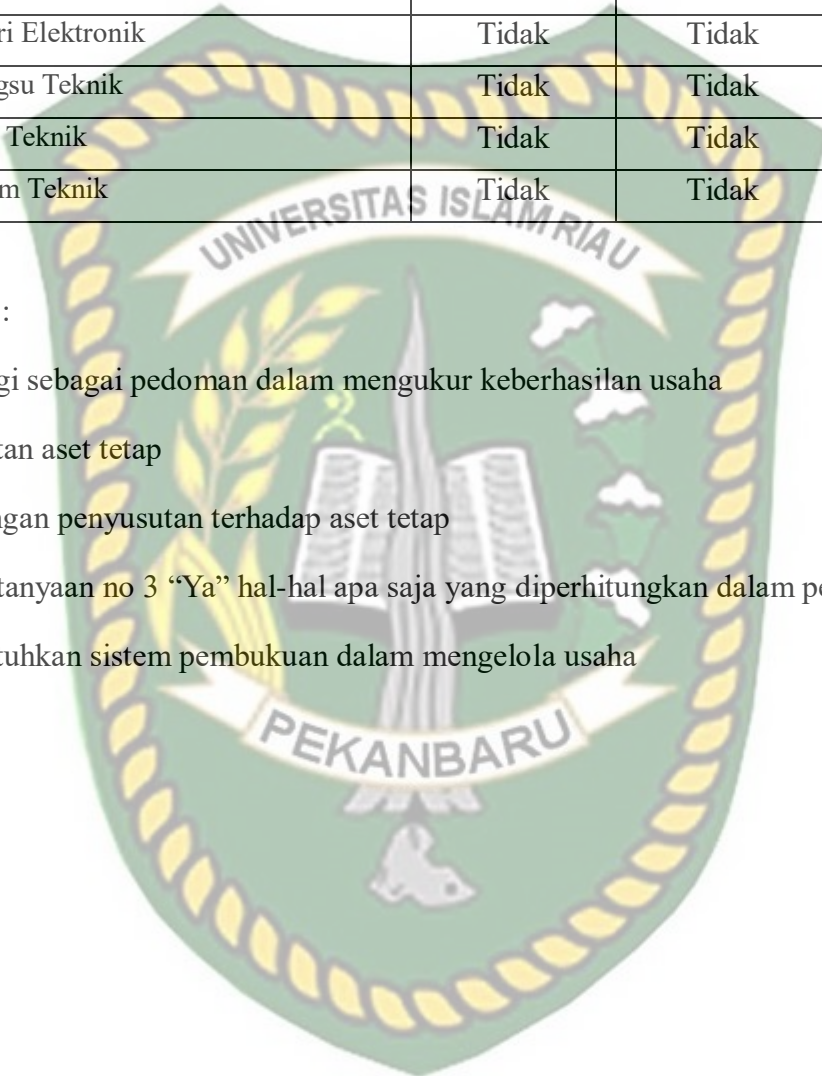 ri Elektronik Tidak Tidak
gsu Teknik Tidak Tidak
Teknik Tidak Tidak
m Teknik Tidak Tidak
UNIVERSITAS ISLAM RIAU
:
gi sebagai pedoman dalam mengukur keberhasilan usaha
tan aset tetap
ngan penyusutan terhadap aset tetap
tanyaan no 3 “Ya” hal-hal apa saja yang diperhitungkan dalam pe
tuhkan sistem pembukuan dalam mengelola usaha
PEKANBARU